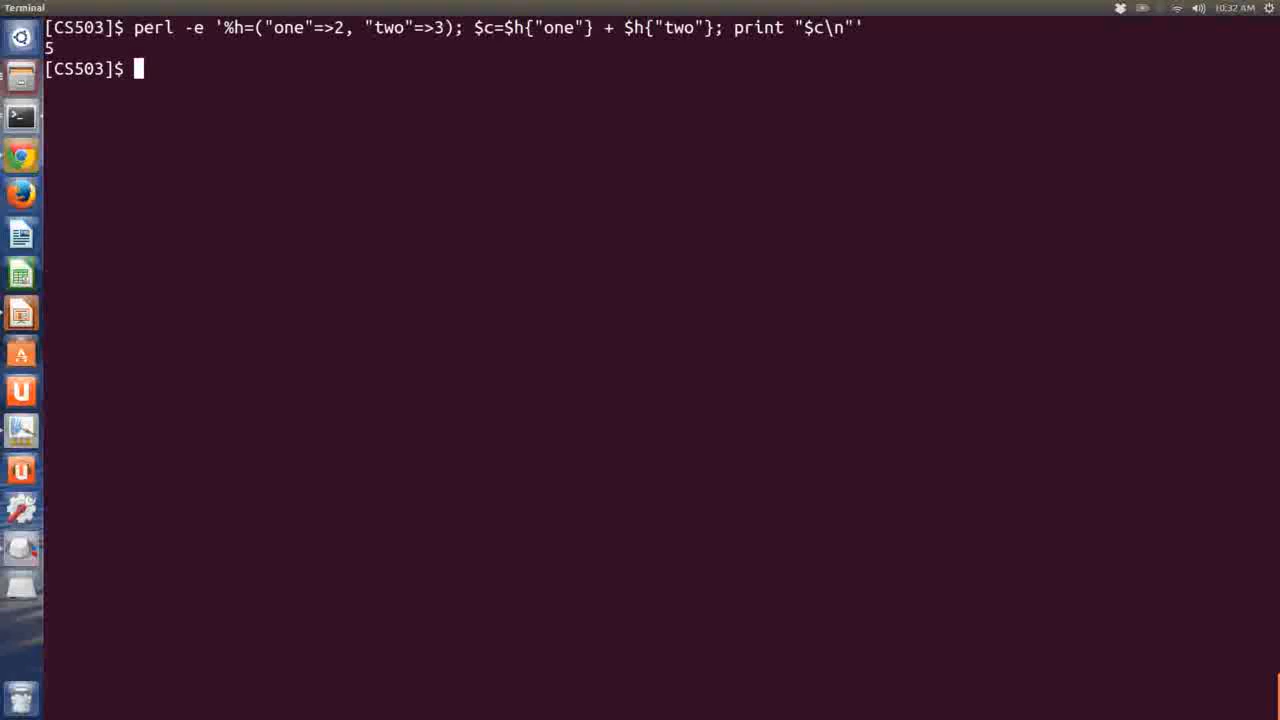 Terminal
10:32 AM
[CS503]$ perl -e '%h=("one"=>2, "two"=>3); $c=$h{"one"} + $h{"two"}; print "$c\n"'
5
[CS503]$